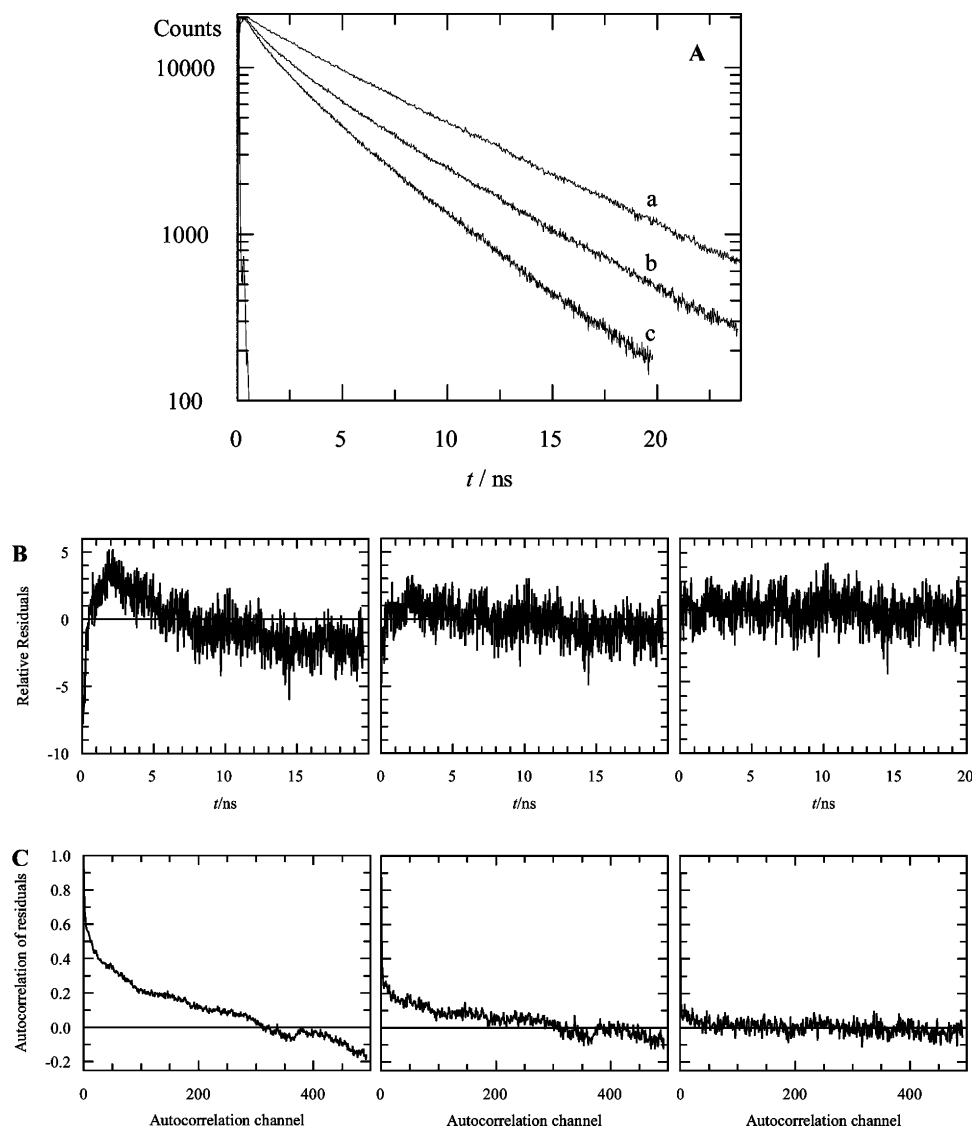 Counts
A
10000
a
1000
b
c
100
0 5 10 15 20
t / ns
B
5
0
-5
-10
Relative Residuals
0 5 10 15
0 5 10 15
0 5 10 15 20
t/ns
t/ns
t/ns
C
1.0
0.8
0.6
0.4
0.2
0.0
-0.2
Autocorrelation of residuals
0 200 400
0 200 400
0 200 400
Autocorrelation channel
Autocorrelation channel
Autocorrelation channel